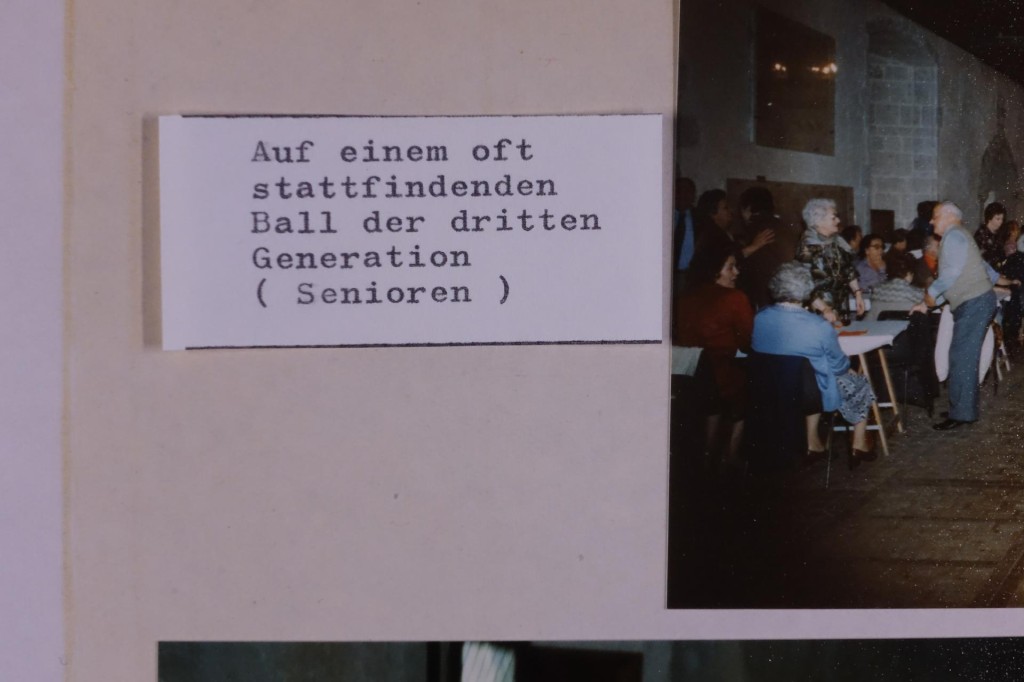 Auf einem oft
stattfindenden
Ball der dritten
Generation
( Senioren )